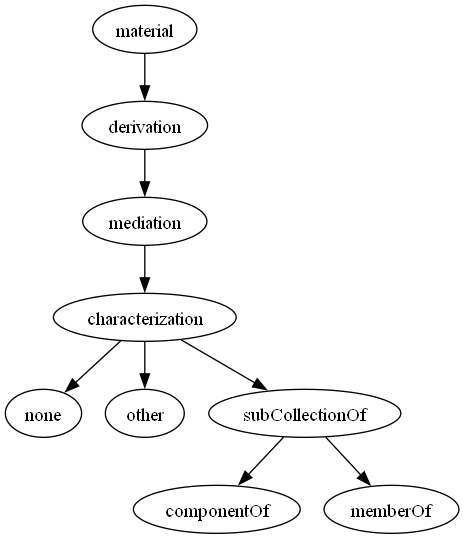 material
derivation
mediation
characterization
none
other
subCollectionOf
componentOf
memberOf